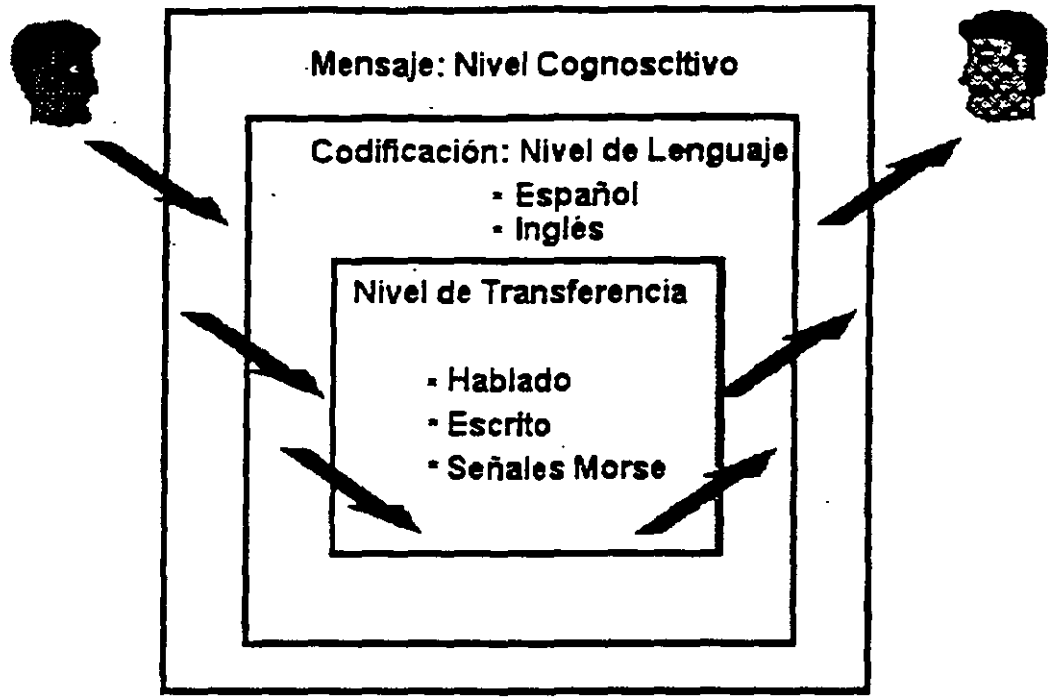 Mensaje: Nivel Cognoscitivo
Codificación: Nivel de Lenguaje
- Español
- Inglés
Nivel de Transferencia
- Hablado
- Escrito
- Señales Morse